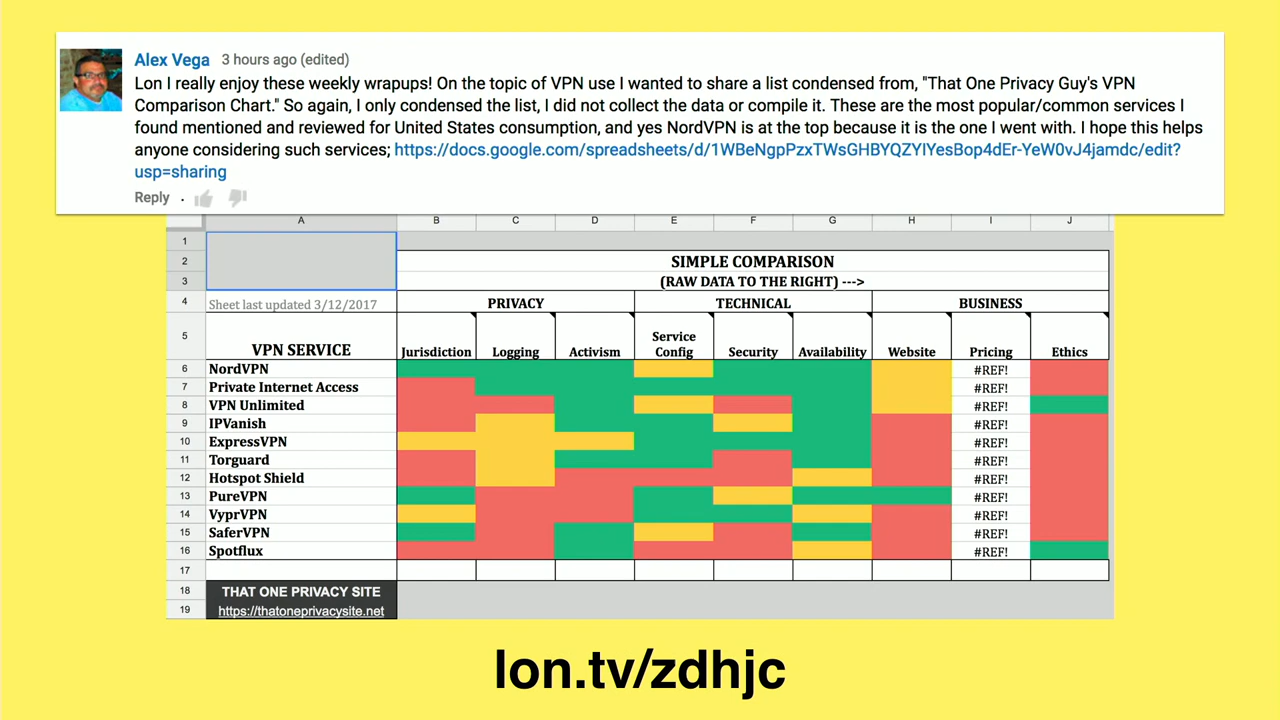 Alex Vega 3 hours ago (edited)
Lon I really enjoy these weekly wrapups! On the topic of VPN use I wanted to share a list condensed from, "That One Privacy Guy's VPN
Comparison Chart." So again, I only condensed the list, I did not collect the data or compile it. These are the most popular/common services I
found mentioned and reviewed for United States consumption, and yes NordVPN is at the top because it is the one I went with. I hope this helps
anyone considering such services; https://docs.google.com/spreadsheets/d/1WBeNgpPzxTWsGHBYQZYIYesBop4dEr-YeW0vJ4jamdc/edit?
usp=sharing
Reply .
A B C D E F G H I J
1
2 SIMPLE COMPARISON
3 (RAW DATA TO THE RIGHT) --->
4 Sheet last updated 3/12/2017 PRIVACY TECHNICAL BUSINESS
5 VPN SERVICE Jurisdiction Logging Activism Service Config Security Availability Website Pricing Ethics
6 NordVPN #REF!
7 Private Internet Access #REF!
8 VPN Unlimited #REF!
9 IPVanish #REF!
10 ExpressVPN #REF!
11 Torguard #REF!
12 Hotspot Shield #REF!
13 PureVPN #REF!
14 VyprVPN #REF!
15 SaferVPN #REF!
16 Spotflux #REF!
17
18 THAT ONE PRIVACY SITE
19 https://thatoneprivacysite.net
lon.tv/zdhjc